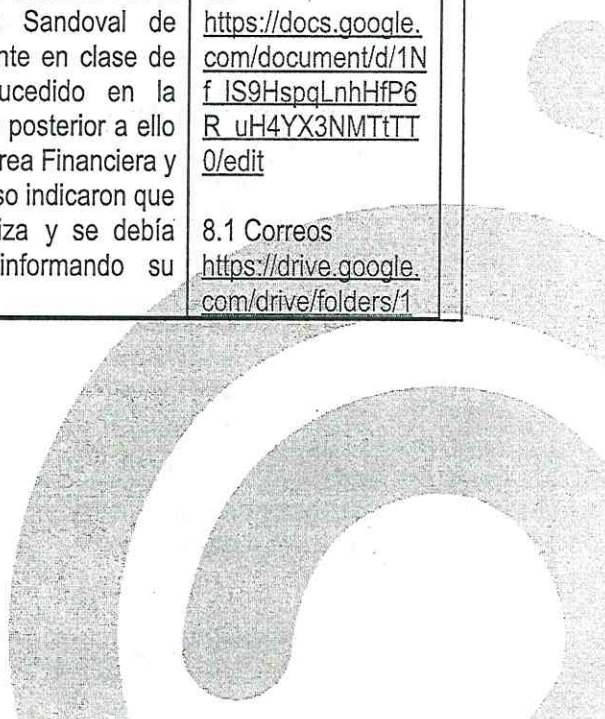 Sandoval de
nte en clase de
ucedido en la
posterior a ello
rea Financiera y
so indicaron que
iza y se debía
informando su
https://docs.google.
com/document/d/1N
f_IS9HspqLnhHfP6
R_uH4YX3NMTtTT
0/edit
8.1 Correos
https://drive.google.
com/drive/folders/1